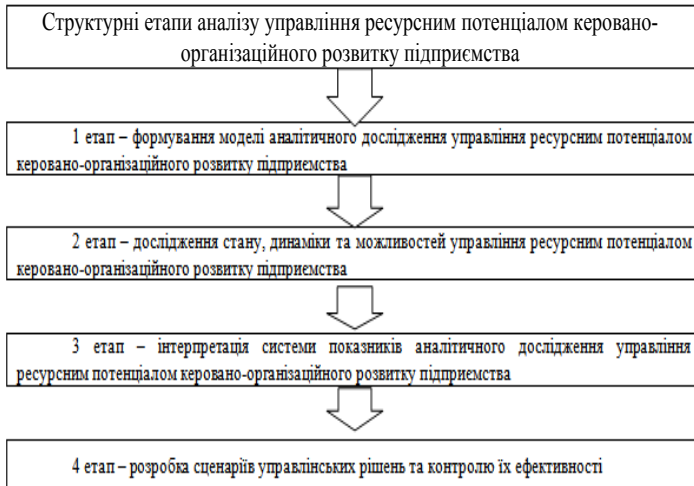 Структурні етапи аналізу управління ресурсним потенціалом керовано-
організаційного розвитку підприємства
1 етап – формування моделі аналітичного дослідження управління ресурсним потенціалом
керовано-організаційного розвитку підприємства
2 етап – дослідження стану, динаміки та можливостей управління ресурсним потенціалом
керовано-організаційного розвитку підприємства
3 етап – інтерпретація системи показників аналітичного дослідження управління
ресурсним потенціалом керовано-організаційного розвитку підприємства
4 етап – розробка сценаріїв управлінських рішень та контролю їх ефективності